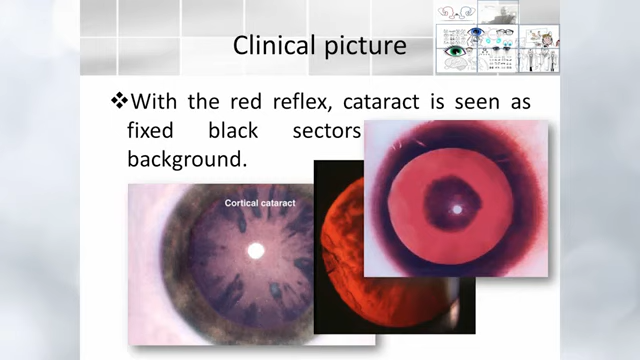 Clinical picture
❖With the red reflex, cataract is seen as
fixed black sectors
background.
Cortical cataract